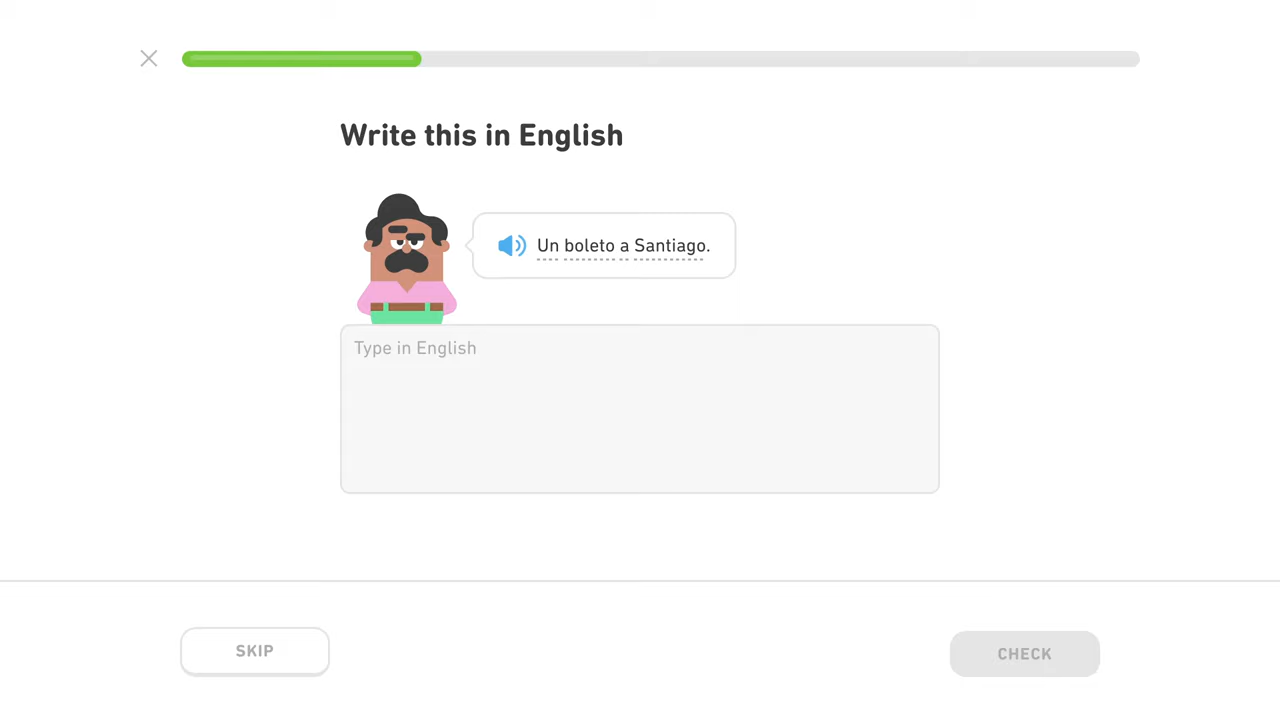 Write this in English
Un boleto a Santiago.
Type in English
SKIP
CHECK